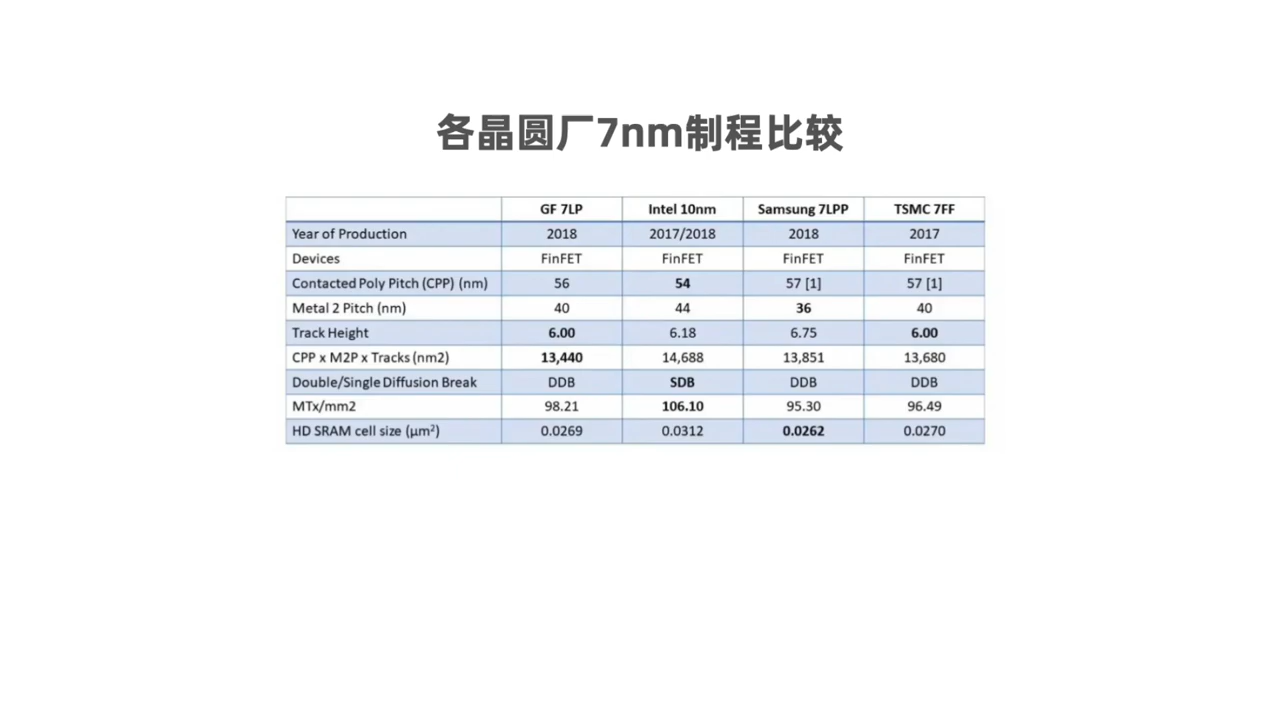 各晶圆厂7nm制程比较
GF 7LP Intel 10nm Samsung 7LPP TSMC 7FF
Year of Production 2018 2017/2018 2018 2017
Devices FinFET FinFET FinFET FinFET
Contacted Poly Pitch (CPP) (nm) 56 54 57 [1] 57 [1]
Metal 2 Pitch (nm) 40 44 36 40
Track Height 6.00 6.18 6.75 6.00
CPP x M2P x Tracks (nm2) 13,440 14,688 13,851 13,680
Double/Single Diffusion Break DDB SDB DDB DDB
MTx/mm2 98.21 106.10 95.30 96.49
HD SRAM cell size (µm²) 0.0269 0.0312 0.0262 0.0270